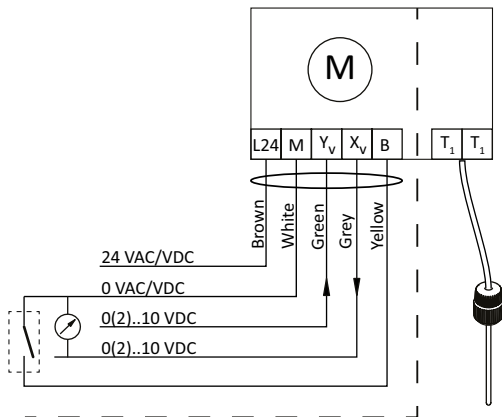 M
L24 M Yv Xv B T1 T1
Brown White Green Grey Yellow
24 VAC/VDC
0 VAC/VDC
0(2)..10 VDC
0(2)..10 VDC